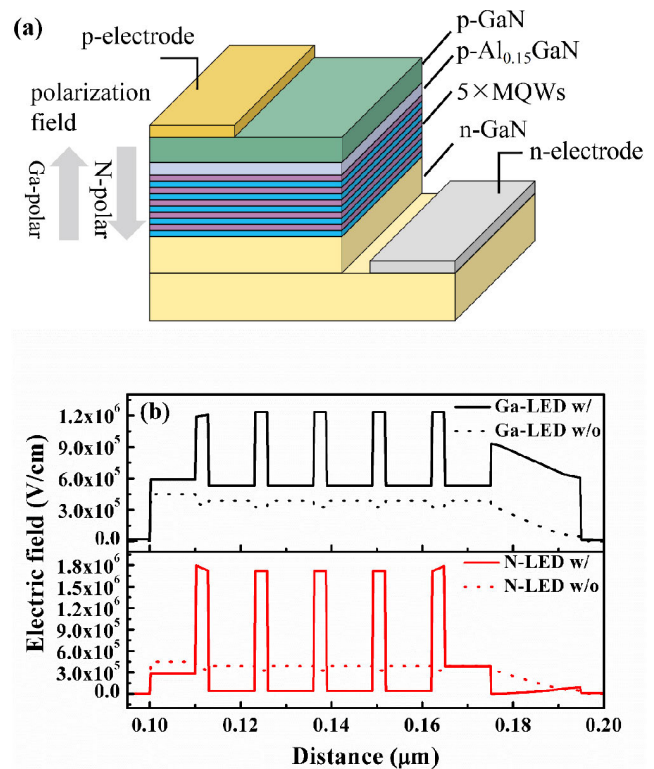 (a)
p-electrode
p-GaN
p-Al0.15GaN
5×MQWs
n-GaN
n-electrode
polarization
field
Ga-polar
N-polar
(b)
Ga-LED w/
Ga-LED w/o
1.2x10^6
9.0x10^5
6.0x10^5
3.0x10^5
0.0
N-LED w/
N-LED w/o
1.8x10^6
1.5x10^6
1.2x10^6
9.0x10^5
6.0x10^5
3.0x10^5
0.0
Electric field (V/cm)
0.10 0.12 0.14 0.16 0.18 0.20
Distance (μm)